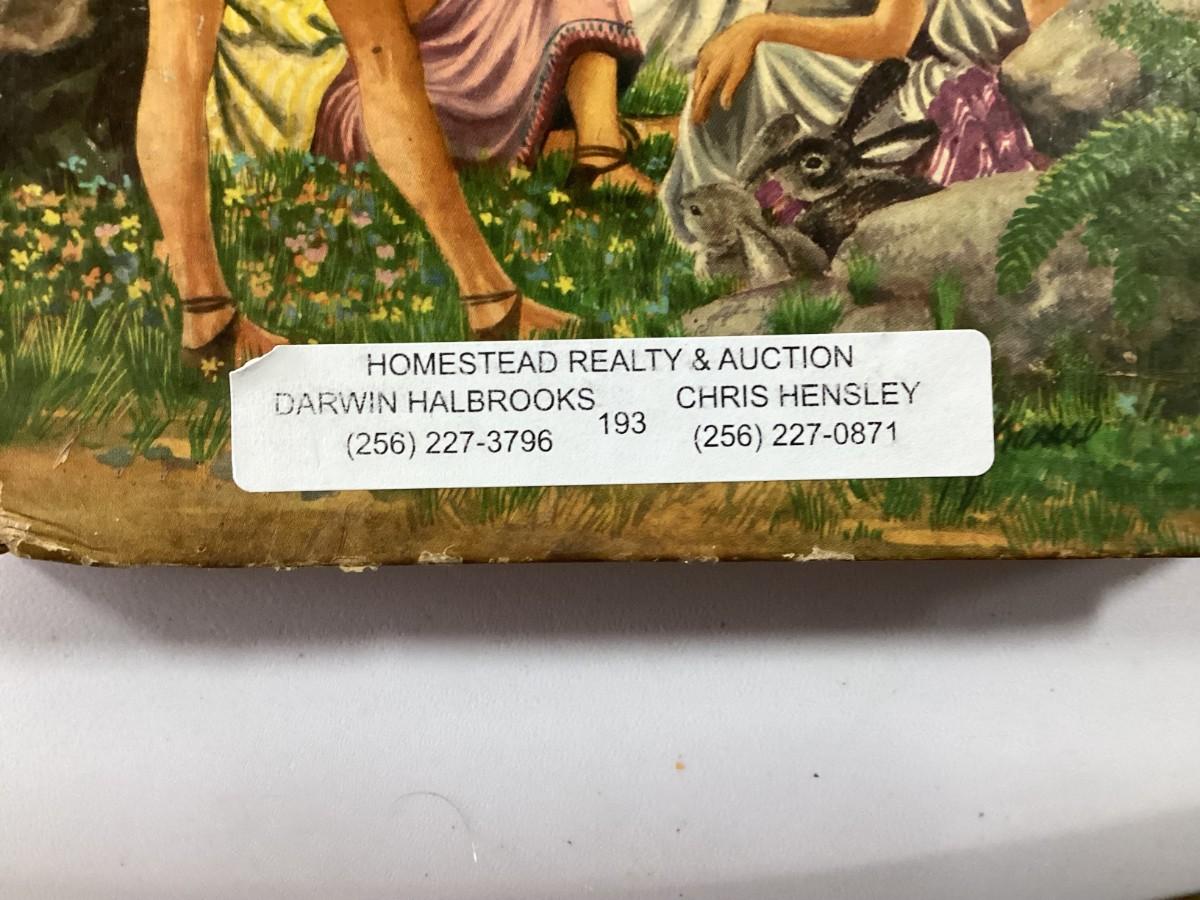 HOMESTEAD REALTY & AUCTION
DARWIN HALBROOKS 193 CHRIS HENSLEY
(256) 227-3796 (256) 227-0871